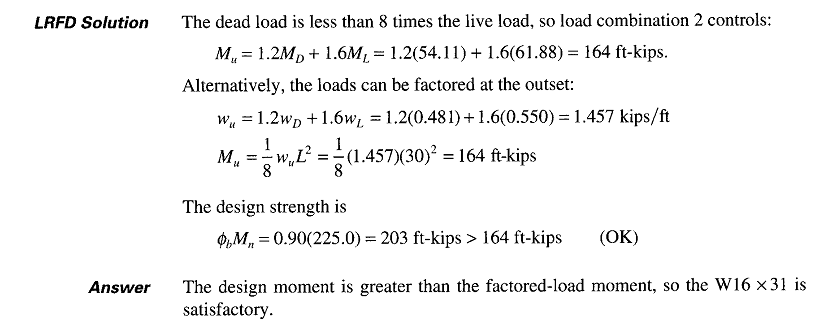 LRFD Solution The dead load is less than 8 times the live load, so load combination 2 controls:
M_u = 1.2M_D + 1.6M_L = 1.2(54.11) + 1.6(61.88) = 164 ft-kips.
Alternatively, the loads can be factored at the outset:
w_u = 1.2w_D + 1.6w_L = 1.2(0.481) + 1.6(0.550) = 1.457 kips/ft
M_u = 1/8 w_u L² = 1/8 (1.457)(30)² = 164 ft-kips
The design strength is
ϕ_b M_n = 0.90(225.0) = 203 ft-kips > 164 ft-kips (OK)
Answer The design moment is greater than the factored-load moment, so the W16 × 31 is
satisfactory.